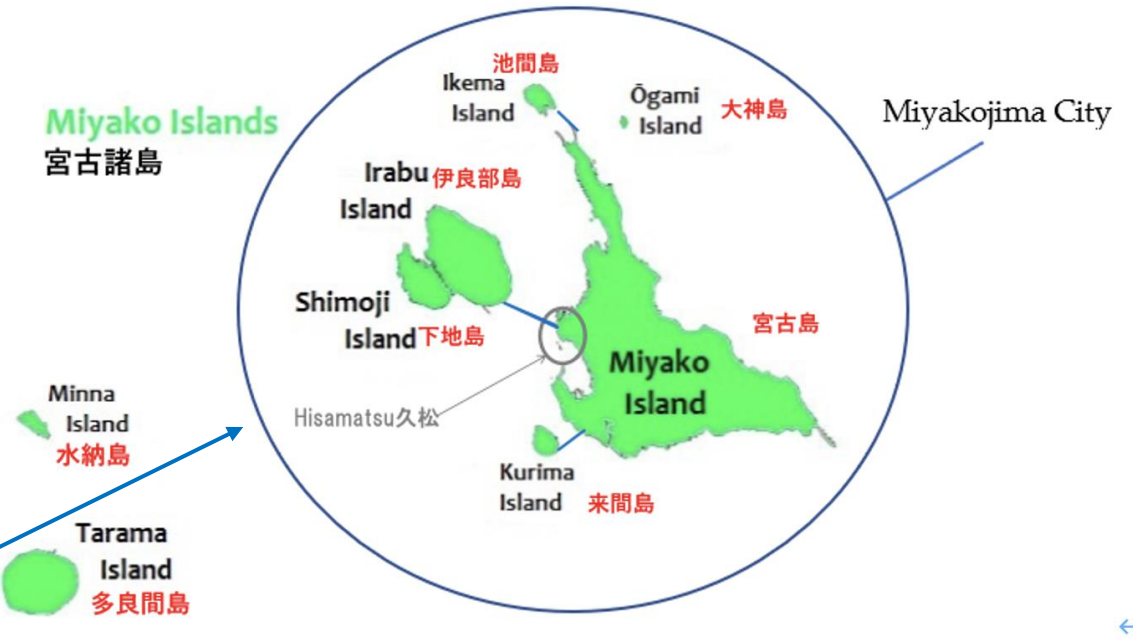 Miyako Islands
宮古諸島
池間島
Ikema
Island
Ōgami
Island
大神島
Miyakojima City
Irabu
Island
伊良部島
Shimoji
Island
下地島
宮古島
Miyako
Island
Hisamatsu久松
Minna
Island
水納島
Kurima
Island
来間島
Tarama
Island
多良間島